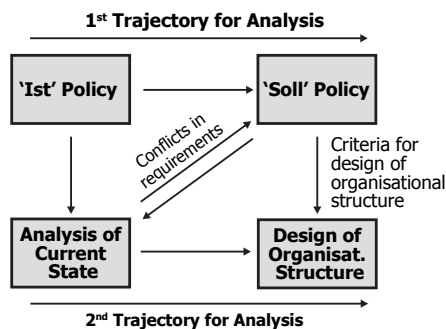 1st Trajectory for Analysis
‘Ist’ Policy
‘Soll’ Policy
Conflicts in
requirements
Criteria for
design of
organisational
structure
Analysis of
Current
State
Design of
Organisat.
Structure
2nd Trajectory for Analysis